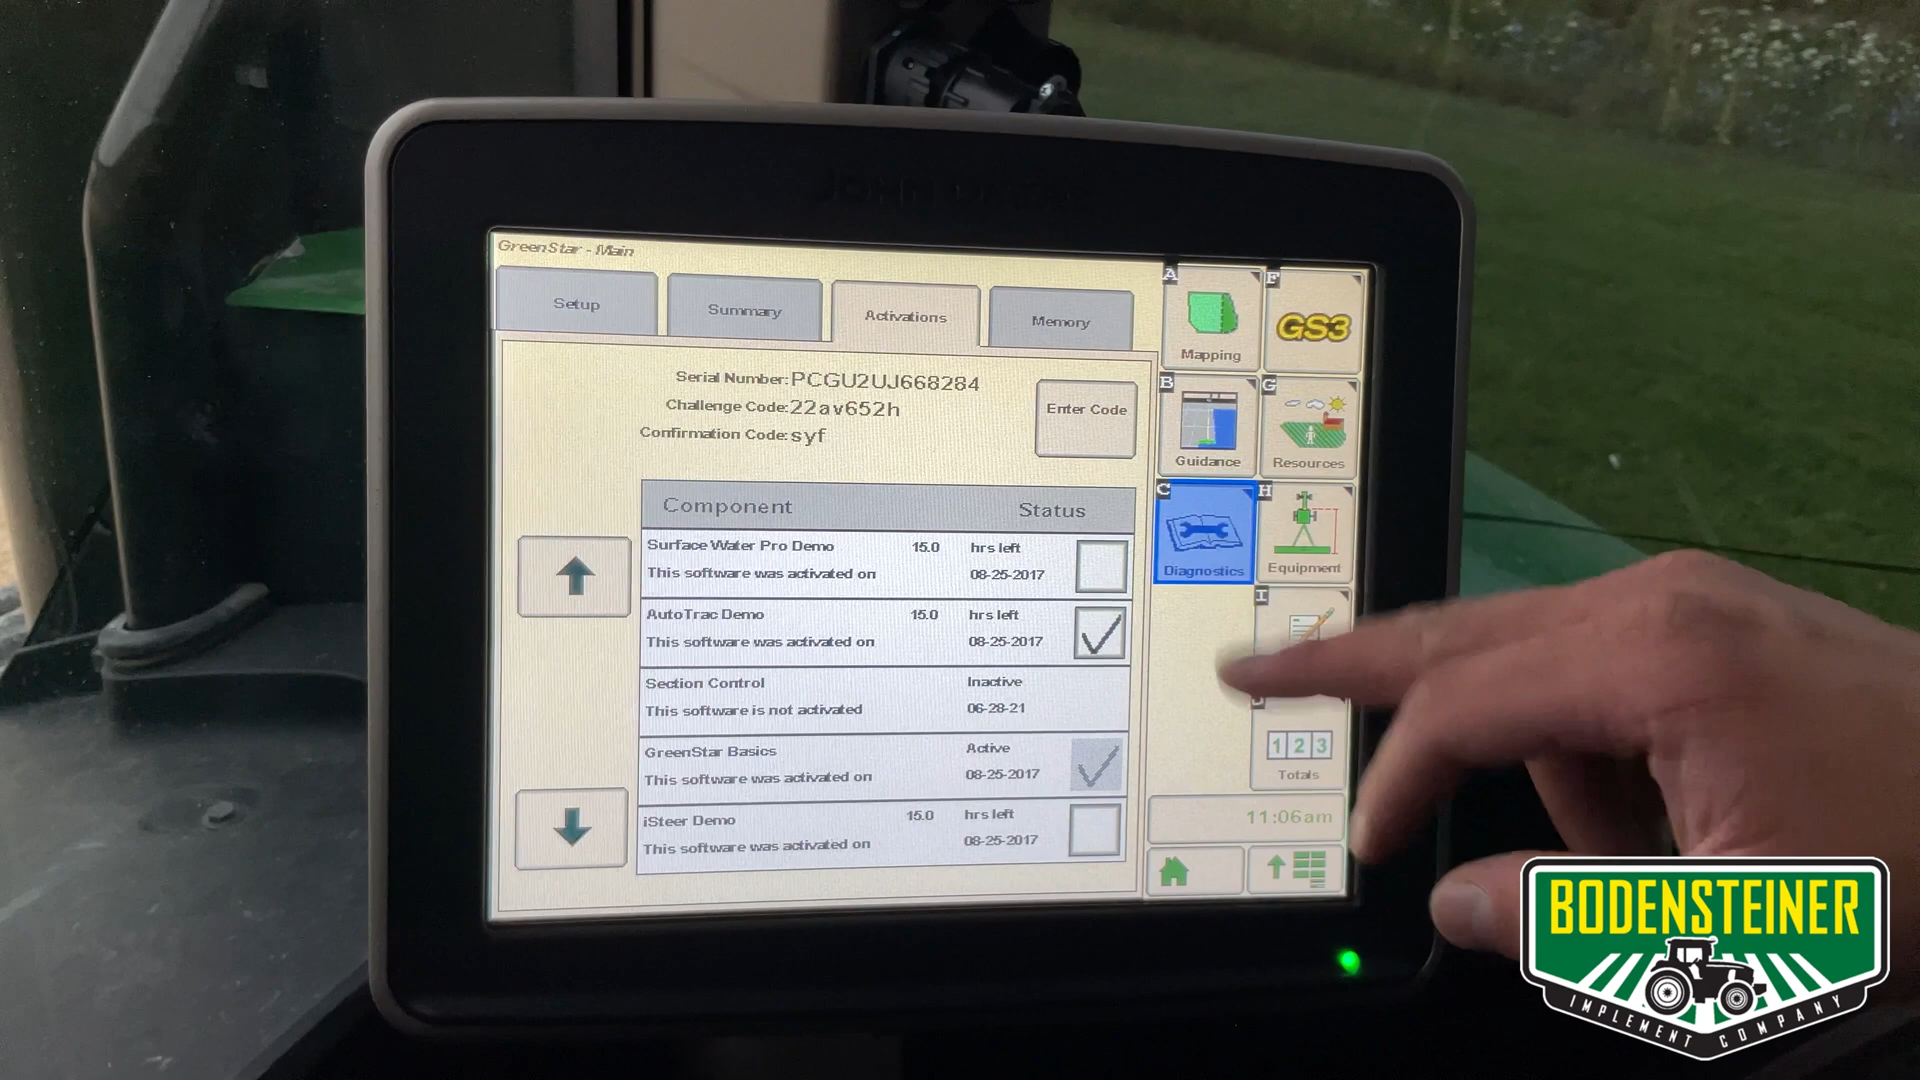 JOHN DEERE
GreenStar - Main
Setup
Summary
Activations
Memory
Serial Number: PCGU2UJ668284
Challenge Code: 22av652h
Confirmation Code: syf
Enter Code
Component Status
Surface Water Pro Demo 15.0 hrs left
This software was activated on 08-25-2017
AutoTrac Demo 15.0 hrs left
This software was activated on 08-25-2017
Section Control Inactive
This software is not activated 06-28-21
GreenStar Basics Active
This software was activated on 08-25-2017
iSteer Demo 15.0 hrs left
This software was activated on 08-25-2017
A
Mapping
F
GS3
B
Guidance
G
Resources
C
Diagnostics
H
Equipment
I
J
1 2 3
Totals
11:06am
BODENSTEINER
IMPLEMENT COMPANY